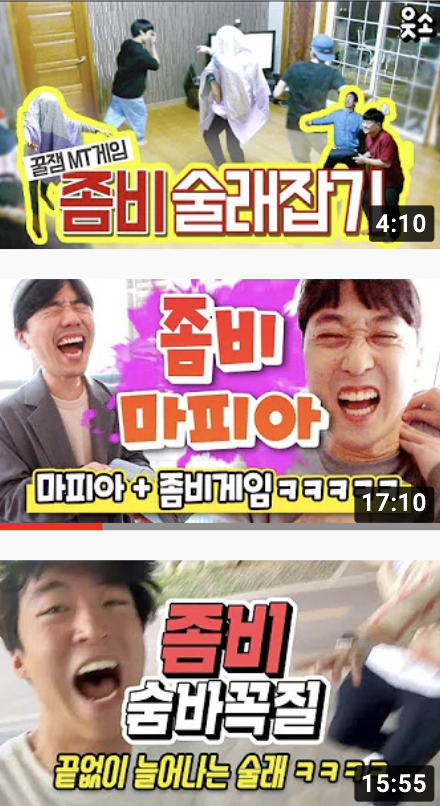 웃소
꿀잼 MT게임
좀비 술래잡기
4:10
좀비
마피아
마피아 + 좀비게임 ㅋㅋㅋㅋㅋ
17:10
좀비
숨바꼭질
끝없이 늘어나는 술래 ㅋㅋㅋㅋ
15:55